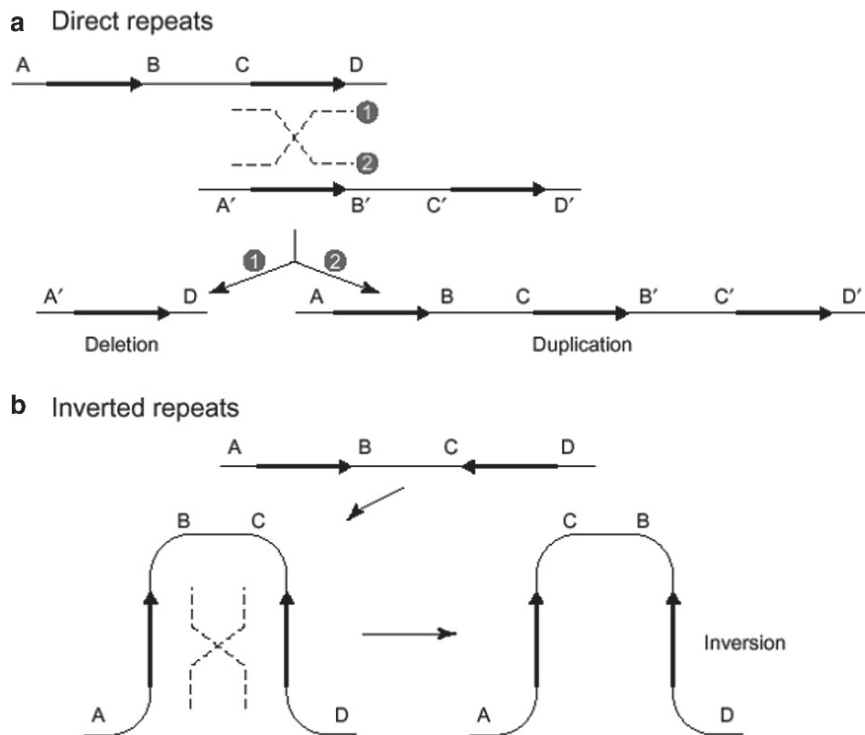 a Direct repeats
A B C D
1
2
A′ B′ C′ D′
1 2
A′ D A B C B′ C′ D′
Deletion Duplication
b Inverted repeats
A B C D
B C C B
Inversion
A D A D